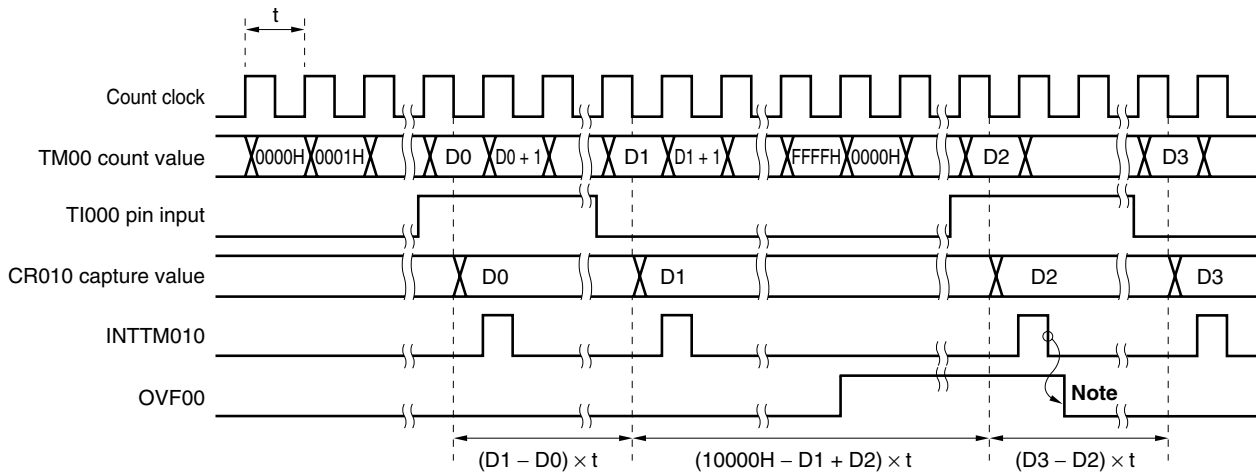 t
Count clock
TM00 count value 0000H 0001H D0 D0 + 1 D1 D1 + 1 FFFFH 0000H D2 D3
TI000 pin input
CR010 capture value D0 D1 D2 D3
INTTM010
OVF00 Note
(D1 – D0) × t (10000H – D1 + D2) × t (D3 – D2) × t